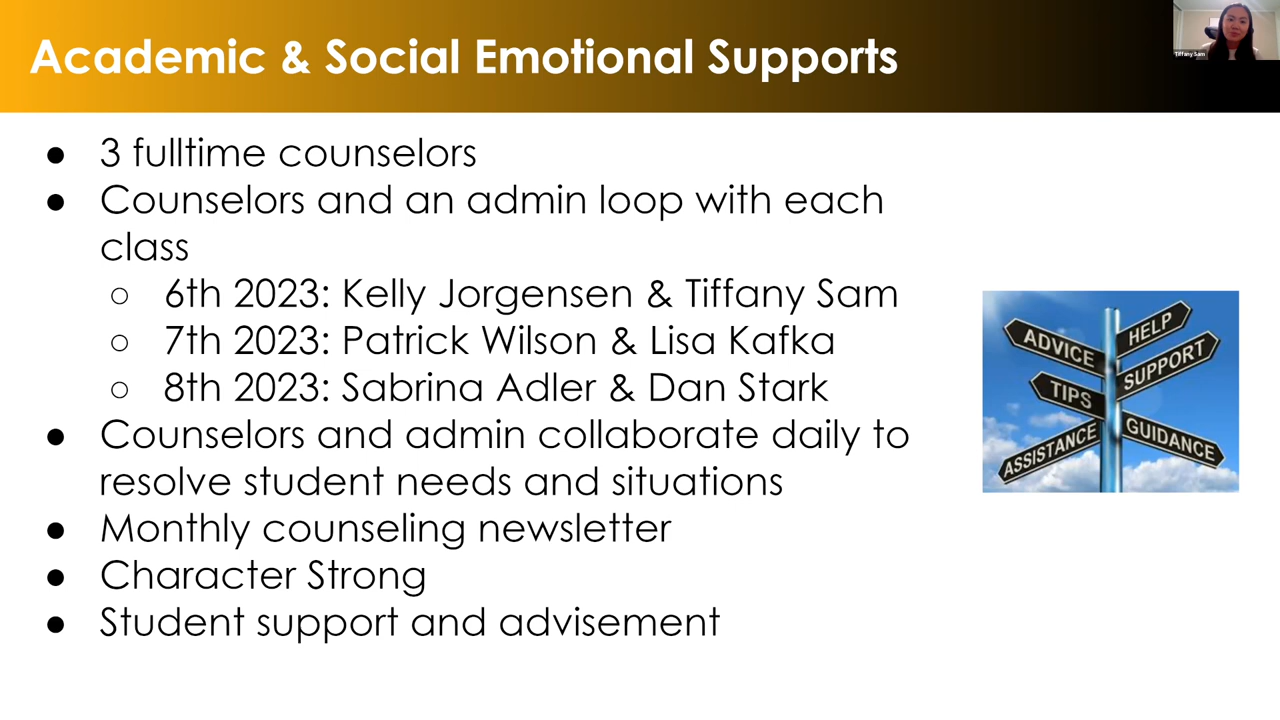 Academic & Social Emotional Supports
Tiffany Sam
● 3 fulltime counselors
● Counselors and an admin loop with each
class
○ 6th 2023: Kelly Jorgensen & Tiffany Sam
○ 7th 2023: Patrick Wilson & Lisa Kafka
○ 8th 2023: Sabrina Adler & Dan Stark
● Counselors and admin collaborate daily to
resolve student needs and situations
● Monthly counseling newsletter
● Character Strong
● Student support and advisement
HELP
ADVICE
SUPPORT
TIPS
GUIDANCE
ASSISTANCE